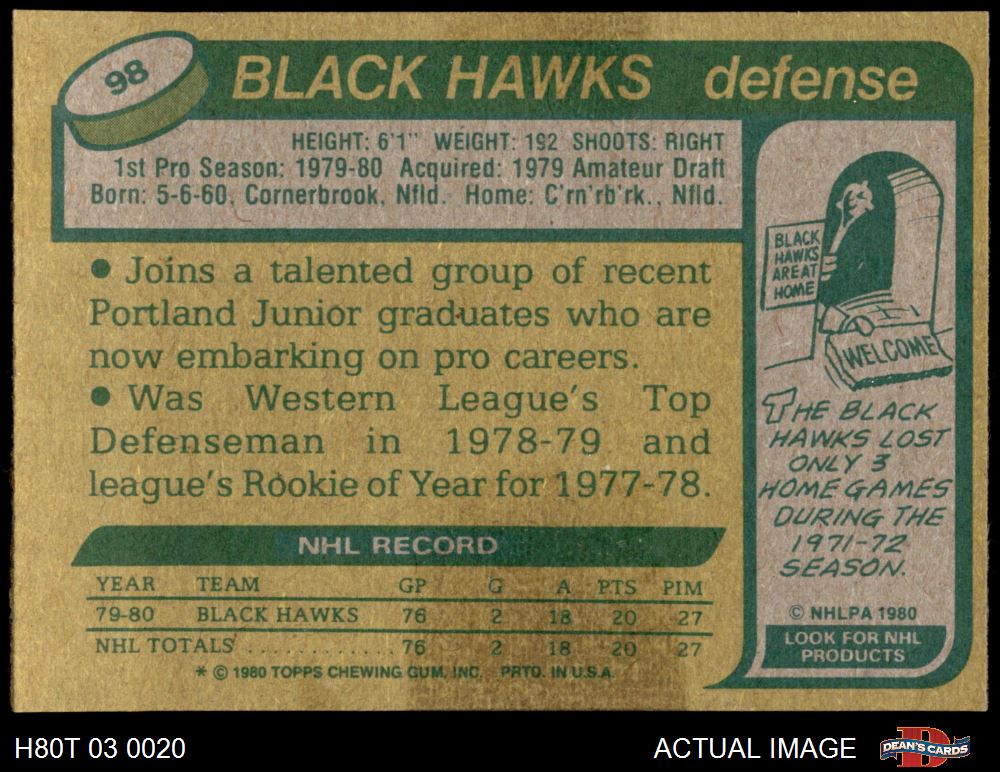 98
BLACK HAWKS defense
HEIGHT: 6'1" WEIGHT: 192 SHOOTS: RIGHT
1st Pro Season: 1979-80 Acquired: 1979 Amateur Draft
Born: 5-6-60, Cornerbrook, Nfld. Home: C'rn'rb'rk., Nfld.
• Joins a talented group of recent
Portland Junior graduates who are
now embarking on pro careers.
• Was Western League's Top
Defenseman in 1978-79 and
league's Rookie of Year for 1977-78.
NHL RECORD
YEAR TEAM GP G A PTS PIM
79-80 BLACK HAWKS 76 2 18 20 27
NHL TOTALS ............ 76 2 18 20 27
* © 1980 TOPPS CHEWING GUM, INC. PRTD. IN U.S.A.
BLACK
HAWKS
ARE AT
HOME
WELCOME
THE BLACK
HAWKS LOST
ONLY 3
HOME GAMES
DURING THE
1971-72
SEASON.
© NHLPA 1980
LOOK FOR NHL
PRODUCTS
H80T 03 0020
ACTUAL IMAGE
D
DEAN'S CARDS